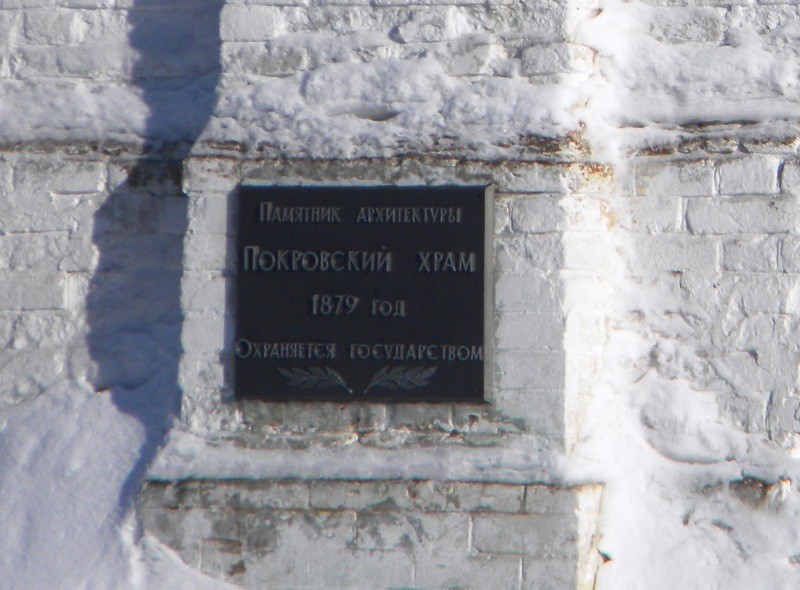 Памятник архитектуры
Покровский храм
1879 год
Охраняется государством